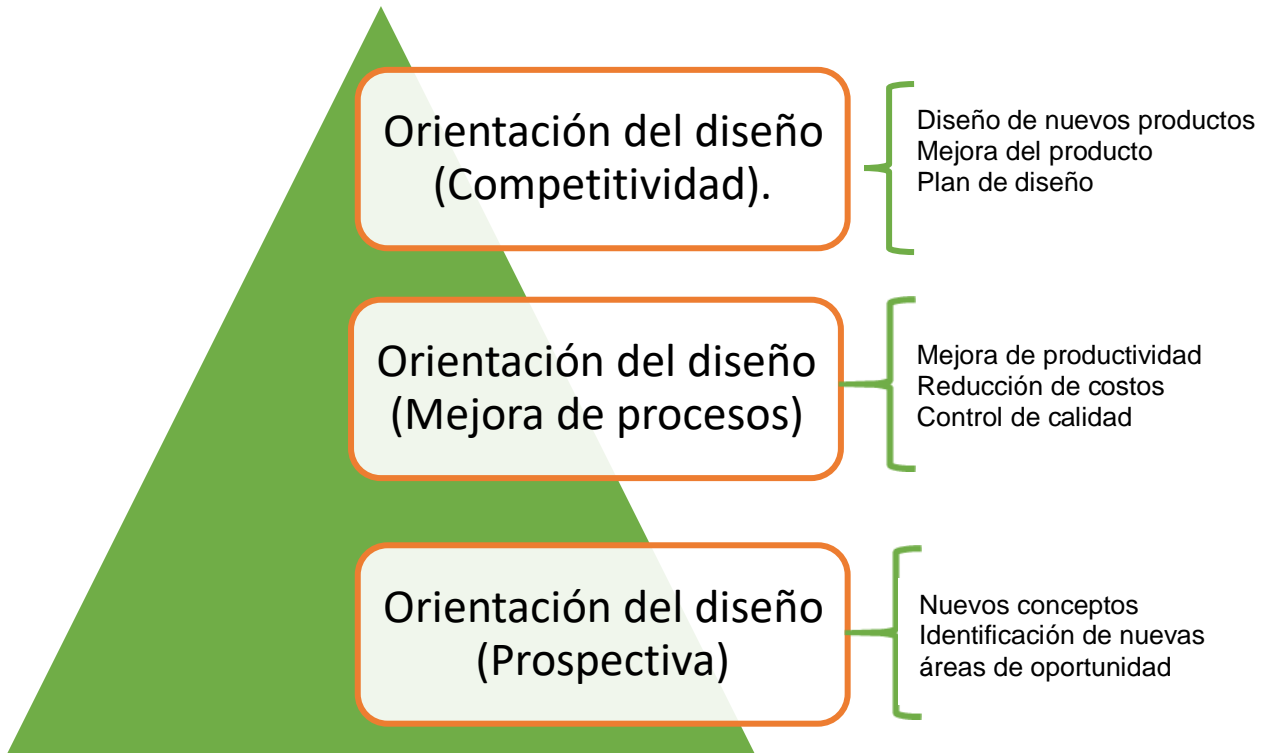 Orientación del diseño
(Competitividad).
Diseño de nuevos productos
Mejora del producto
Plan de diseño
Orientación del diseño
(Mejora de procesos)
Mejora de productividad
Reducción de costos
Control de calidad
Orientación del diseño
(Prospectiva)
Nuevos conceptos
Identificación de nuevas
áreas de oportunidad